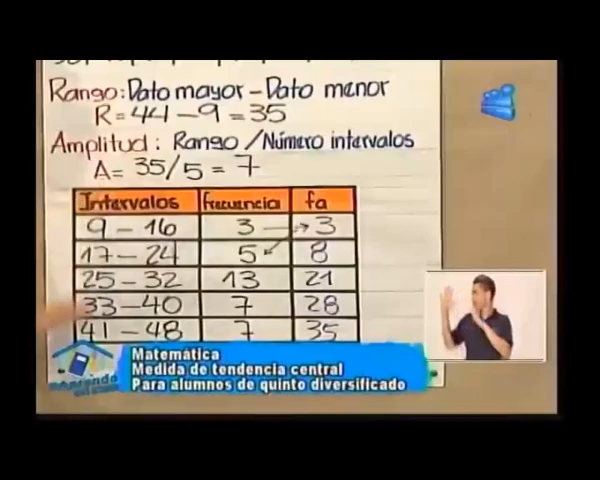 Rango: Dato mayor - Dato menor
R = 44 - 9 = 35
Amplitud: Rango / Número intervalos
A = 35/5 = 7
Intervalos frecuencia fa
9 - 16 3 3
17 - 24 5 8
25 - 32 13 21
33 - 40 7 28
41 - 48 7 35
Matemática
Medida de tendencia central
Para alumnos de quinto diversificado